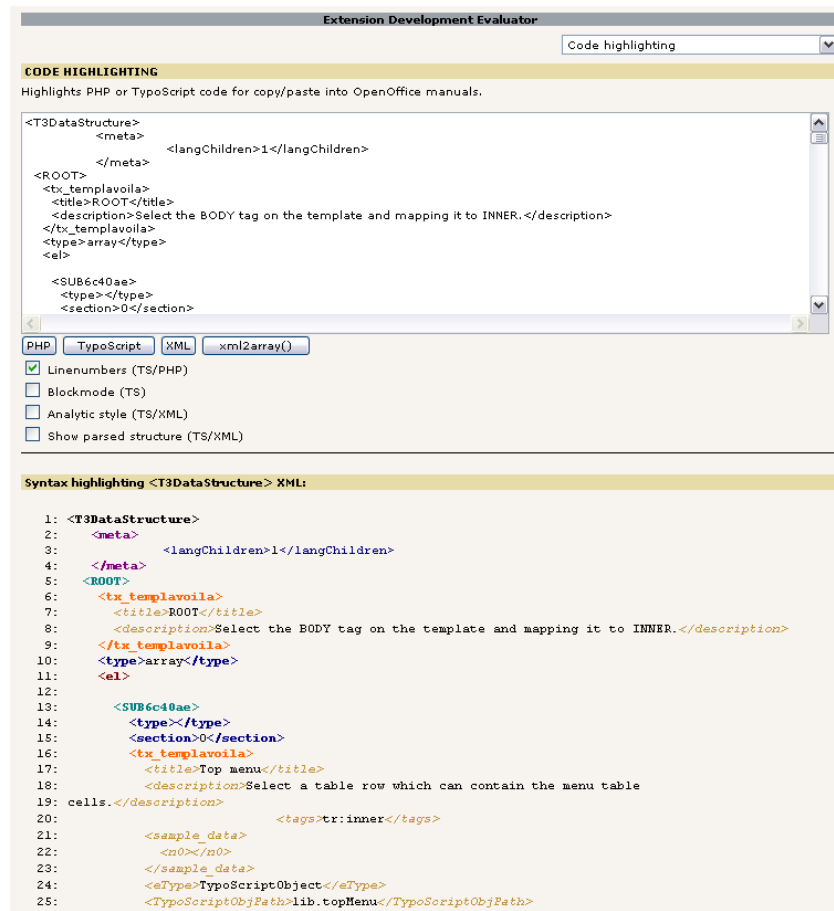 Extension Development Evaluator
Code highlighting
CODE HIGHLIGHTING
Highlights PHP or TypoScript code for copy/paste into OpenOffice manuals.
<T3DataStructure>
<meta>
<langChildren>1</langChildren>
</meta>
<ROOT>
<tx_templavoila>
<title>ROOT</title>
<description>Select the BODY tag on the template and mapping it to INNER.</description>
</tx_templavoila>
<type>array</type>
<el>
<SUB6c40ae>
<type></type>
<section>0</section>
PHP TypoScript XML xml2array()
Linenumbers (TS/PHP)
Blockmode (TS)
Analytic style (TS/XML)
Show parsed structure (TS/XML)
Syntax highlighting <T3DataStructure> XML:
1: <T3DataStructure>
2: <meta>
3: <langChildren>1</langChildren>
4: </meta>
5: <ROOT>
6: <tx_templavoila>
7: <title>ROOT</title>
8: <description>Select the BODY tag on the template and mapping it to INNER.</description>
9: </tx_templavoila>
10: <type>array</type>
11: <el>
12:
13: <SUB6c40ae>
14: <type></type>
15: <section>0</section>
16: <tx_templavoila>
17: <title>Top menu</title>
18: <description>Select a table row which can contain the menu table
19: cells.</description>
20: <tags>tr:inner</tags>
21: <sample_data>
22: <n0></n0>
23: </sample_data>
24: <eType>TypoScriptObject</eType>
25: <TypoScriptObjPath>lib.topMenu</TypoScriptObjPath>